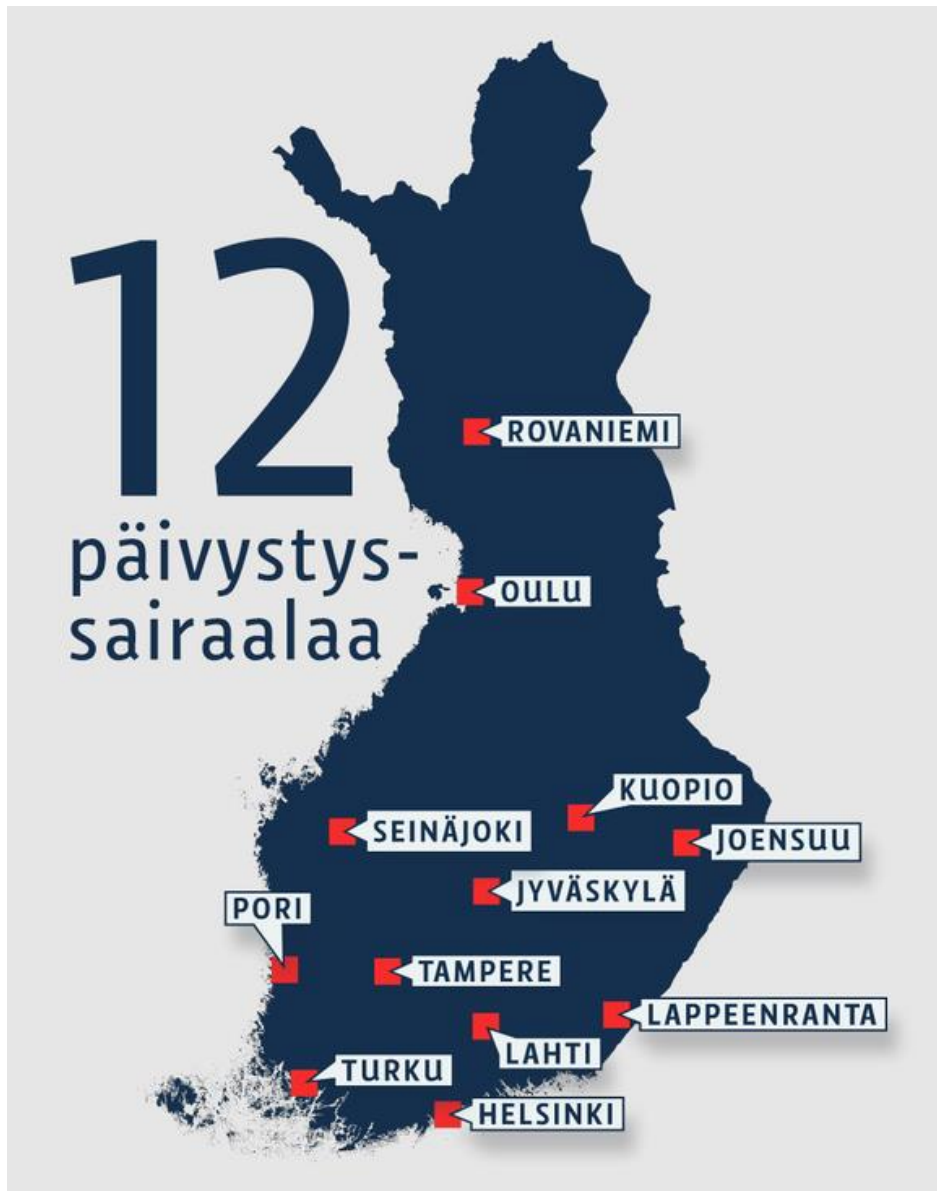 12
päivystys-
sairaalaa
ROVANIEMI
OULU
KUOPIO
SEINÄJOKI
JOENSUU
JYVÄSKYLÄ
PORI
TAMPERE
LAPPEENRANTA
LAHTI
TURKU
HELSINKI